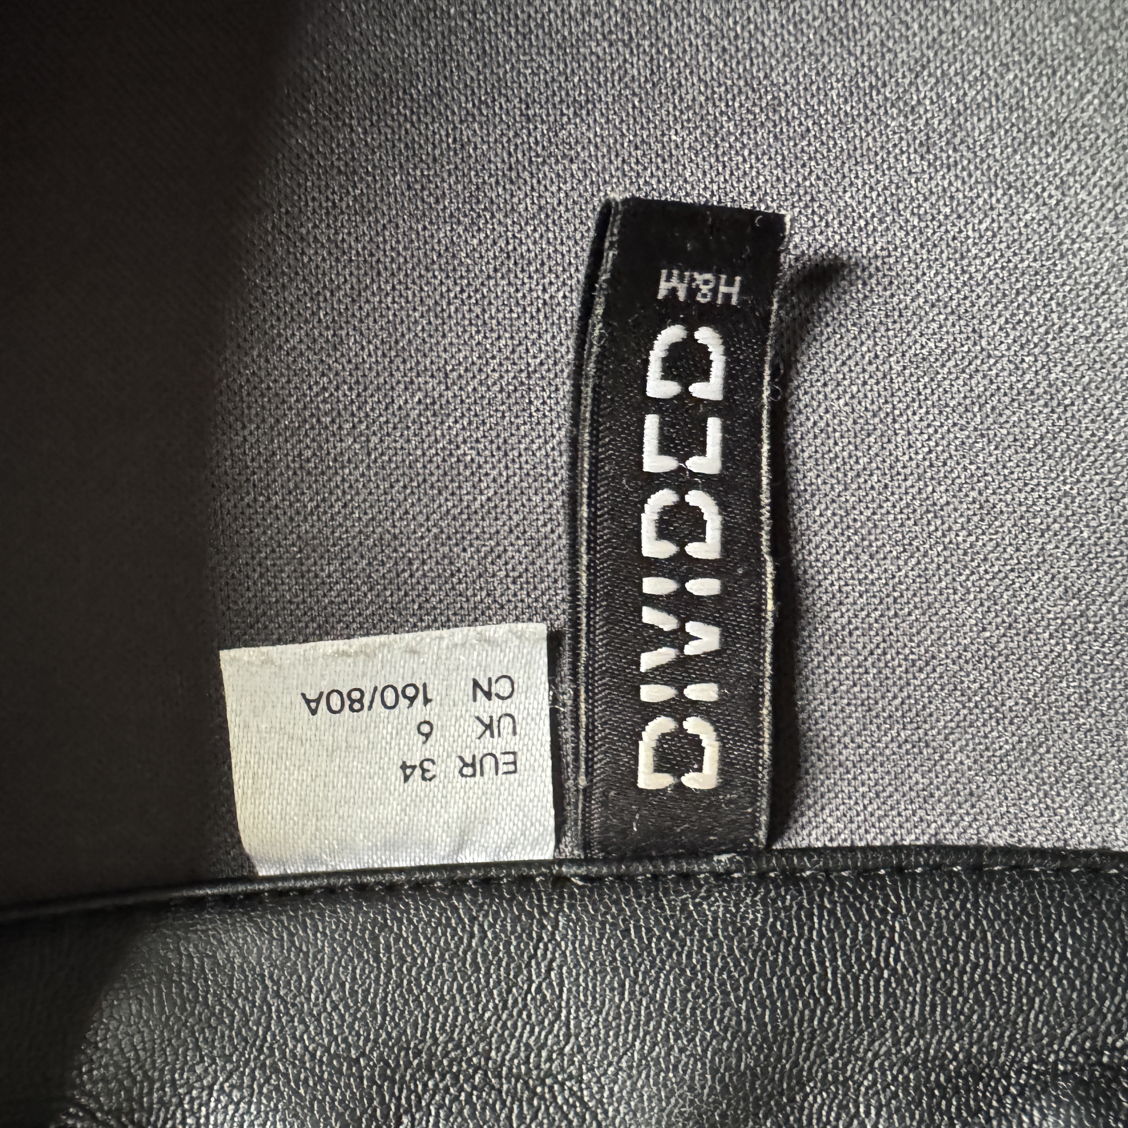 DIVIDED
H&M
EUR 34
UK 6
CN 160/80A